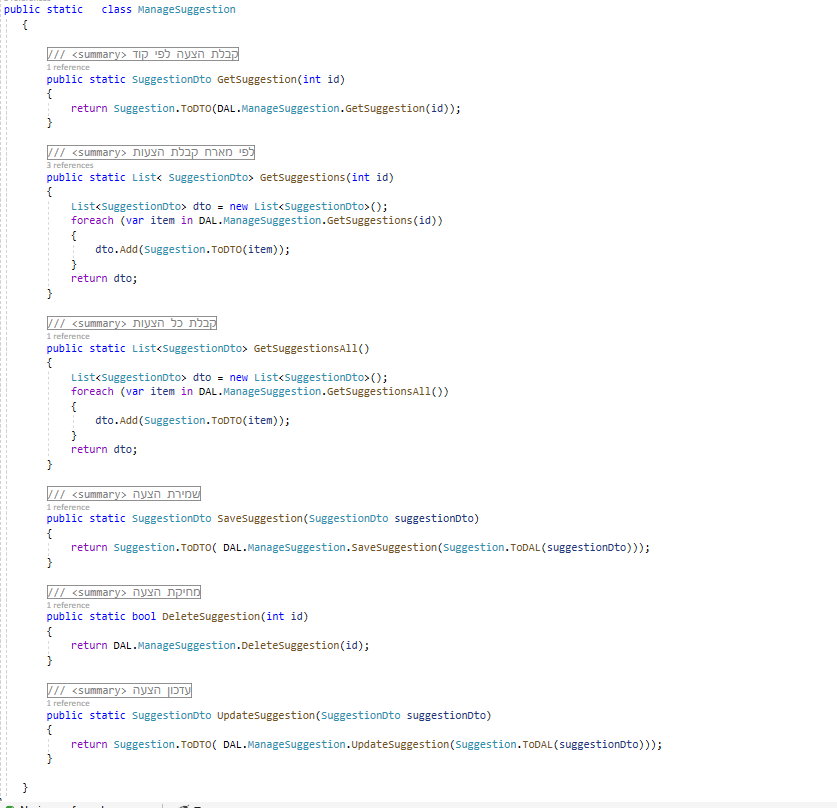 public static   class ManageSuggestion
{
/// <summary> קבלת הצעה לפי קוד
1 reference
public static SuggestionDto GetSuggestion(int id)
{
return Suggestion.ToDTO(DAL.ManageSuggestion.GetSuggestion(id));
}
/// <summary> לפי מארח קבלת הצעות
3 references
public static List< SuggestionDto> GetSuggestions(int id)
{
List<SuggestionDto> dto = new List<SuggestionDto>();
foreach (var item in DAL.ManageSuggestion.GetSuggestions(id))
{
dto.Add(Suggestion.ToDTO(item));
}
return dto;
}
/// <summary> קבלת כל הצעות
1 reference
public static List<SuggestionDto> GetSuggestionsAll()
{
List<SuggestionDto> dto = new List<SuggestionDto>();
foreach (var item in DAL.ManageSuggestion.GetSuggestionsAll())
{
dto.Add(Suggestion.ToDTO(item));
}
return dto;
}
/// <summary> שמירת הצעה
1 reference
public static SuggestionDto SaveSuggestion(SuggestionDto suggestionDto)
{
return Suggestion.ToDTO( DAL.ManageSuggestion.SaveSuggestion(Suggestion.ToDAL(suggestionDto)));
}
/// <summary> מחיקת הצעה
1 reference
public static bool DeleteSuggestion(int id)
{
return DAL.ManageSuggestion.DeleteSuggestion(id);
}
/// <summary> עדכון הצעה
1 reference
public static SuggestionDto UpdateSuggestion(SuggestionDto suggestionDto)
{
return Suggestion.ToDTO( DAL.ManageSuggestion.UpdateSuggestion(Suggestion.ToDAL(suggestionDto)));
}
}